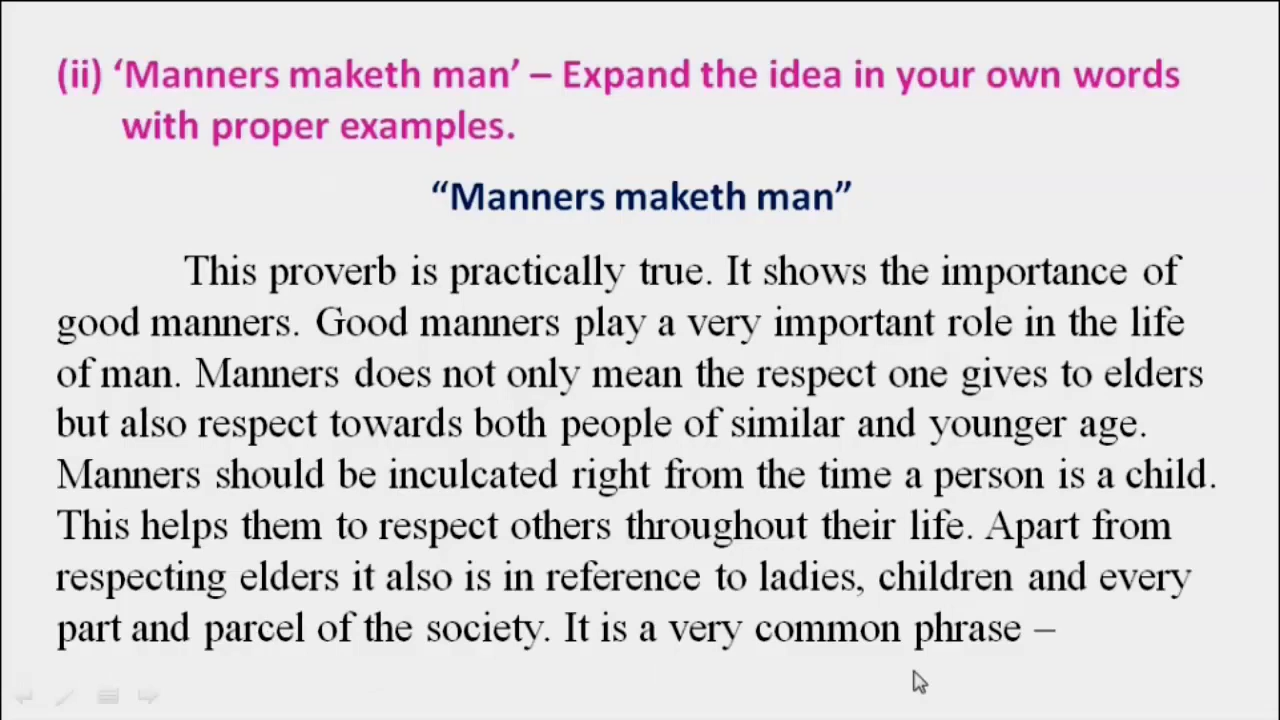 (ii) ‘Manners maketh man’ – Expand the idea in your own words
with proper examples.
“Manners maketh man”
This proverb is practically true. It shows the importance of
good manners. Good manners play a very important role in the life
of man. Manners does not only mean the respect one gives to elders
but also respect towards both people of similar and younger age.
Manners should be inculcated right from the time a person is a child.
This helps them to respect others throughout their life. Apart from
respecting elders it also is in reference to ladies, children and every
part and parcel of the society. It is a very common phrase –